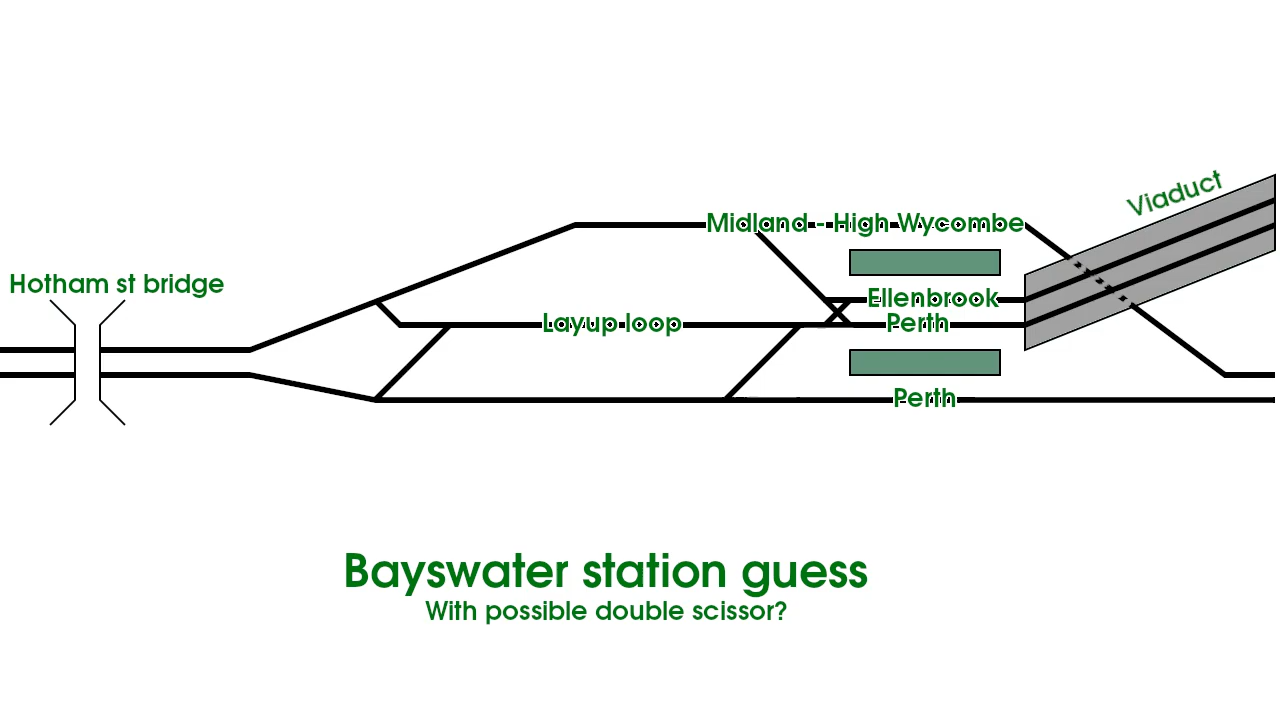 Viaduct
Midland - High Wycombe
Hotham st bridge
Ellenbrook
Layup loop
Perth
Perth
Bayswater station guess
With possible double scissor?